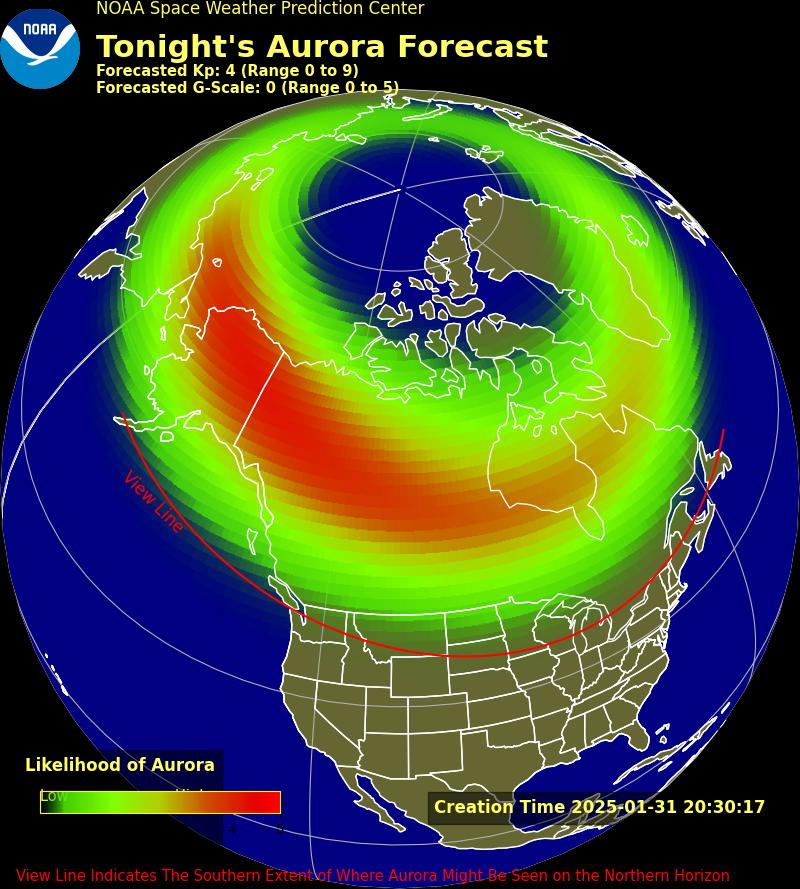 NOAA Space Weather Prediction Center
NOAA
Tonight's Aurora Forecast
Forecasted Kp: 4 (Range 0 to 9)
Forecasted G-Scale: 0 (Range 0 to 5)
View Line
Likelihood of Aurora
Low
High
4
Creation Time 2025-01-31 20:30:17
View Line Indicates The Southern Extent of Where Aurora Might Be Seen on the Northern Horizon